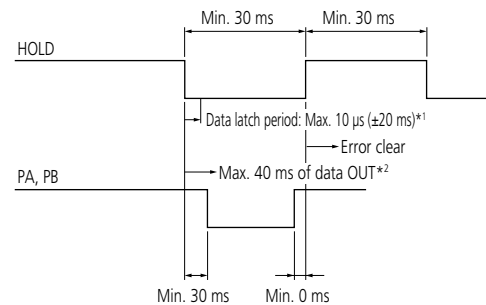 Min. 30 ms Min. 30 ms
HOLD
Data latch period: Max. 10 µs (±20 ms)*1
Error clear
Max. 40 ms of data OUT*2
PA, PB
Min. 30 ms Min. 0 ms